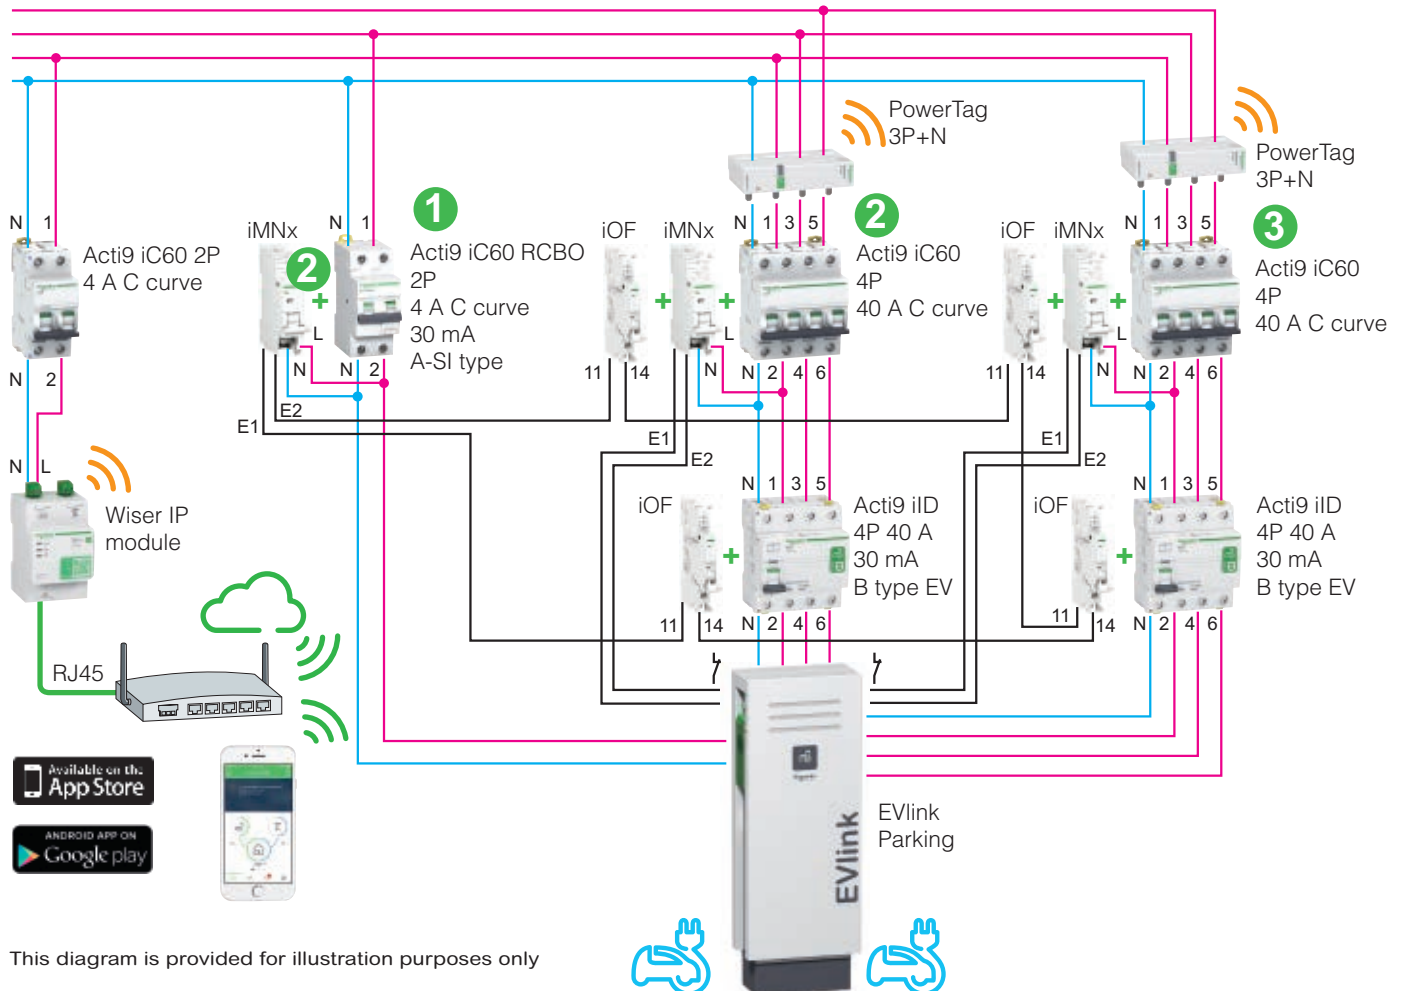 PowerTag
3P+N
PowerTag
3P+N
N 1
Acti9 iC60 2P
4 A C curve
N 2
iMNx
2
+
N 1
1
Acti9 iC60 RCBO
2P
4 A C curve
30 mA
A-SI type
L
N
N 2
E1
E2
iOF
+
iMNx
+
N 1 3 5
2
Acti9 iC60
4P
40 A C curve
11 14
L
N
N 2 4 6
E1
E2
iOF
+
iMNx
+
N 1 3 5
3
Acti9 iC60
4P
40 A C curve
11 14
L
N
N 2 4 6
E1
E2
N L
Wiser IP
module
RJ45
iOF
+
N 1 3 5
Acti9 iID
4P 40 A
30 mA
B type EV
11 14
N 2 4 6
iOF
+
N 1 3 5
Acti9 iID
4P 40 A
30 mA
B type EV
11 14
N 2 4 6
Available on the
App Store
ANDROID APP ON
Google play
EVlink
EVlink
Parking
This diagram is provided for illustration purposes only